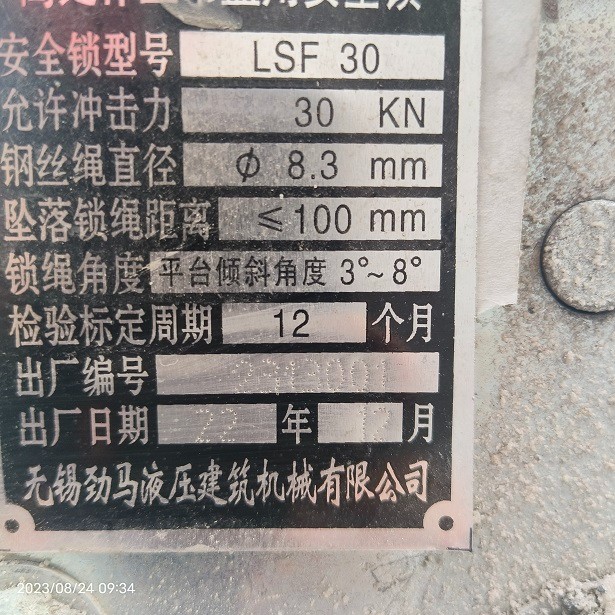 安全锁型号 LSF 30
允许冲击力 30 KN
钢丝绳直径 ф 8.3 mm
坠落锁绳距离 ≤100 mm
锁绳角度 平台倾斜角度 3°~8°
检验标定周期 12 个月
出厂编号
出厂日期 22 年 12 月
无锡劲马液压建筑机械有限公司
2023/08/24 09:34